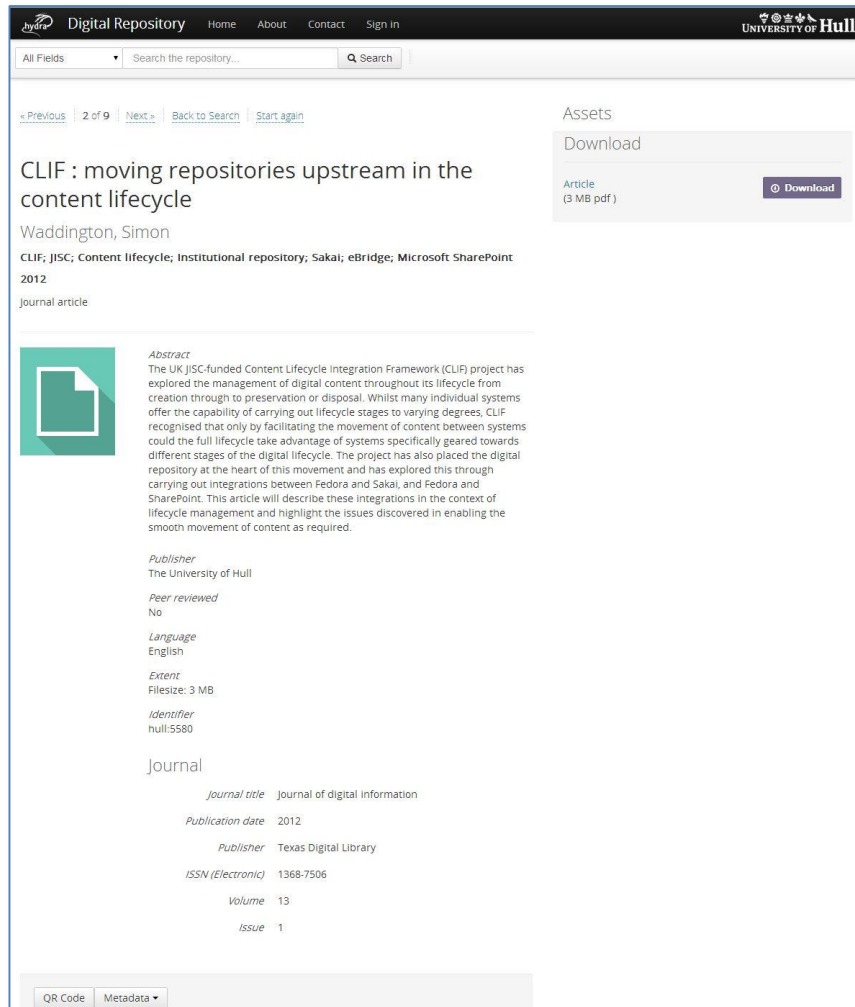 hydra Digital Repository Home About Contact Sign in UNIVERSITY OF Hull
All Fields Search the repository... Search
« Previous 2 of 9 Next » Back to Search Start again
Assets
Download
Article
(3 MB pdf )
Download
CLIF : moving repositories upstream in the
content lifecycle
Waddington, Simon
CLIF; JISC; Content lifecycle; Institutional repository; Sakai; eBridge; Microsoft SharePoint
2012
Journal article
Abstract
The UK JISC-funded Content Lifecycle Integration Framework (CLIF) project has
explored the management of digital content throughout its lifecycle from
creation through to preservation or disposal. Whilst many individual systems
offer the capability of carrying out lifecycle stages to varying degrees, CLIF
recognised that only by facilitating the movement of content between systems
could the full lifecycle take advantage of systems specifically geared towards
different stages of the digital lifecycle. The project has also placed the digital
repository at the heart of this movement and has explored this through
carrying out integrations between Fedora and Sakai, and Fedora and
SharePoint. This article will describe these integrations in the context of
lifecycle management and highlight the issues discovered in enabling the
smooth movement of content as required.
Publisher
The University of Hull
Peer reviewed
No
Language
English
Extent
Filesize: 3 MB
Identifier
hull:5580
Journal
Journal title Journal of digital information
Publication date 2012
Publisher Texas Digital Library
ISSN (Electronic) 1368-7506
Volume 13
Issue 1
QR Code Metadata